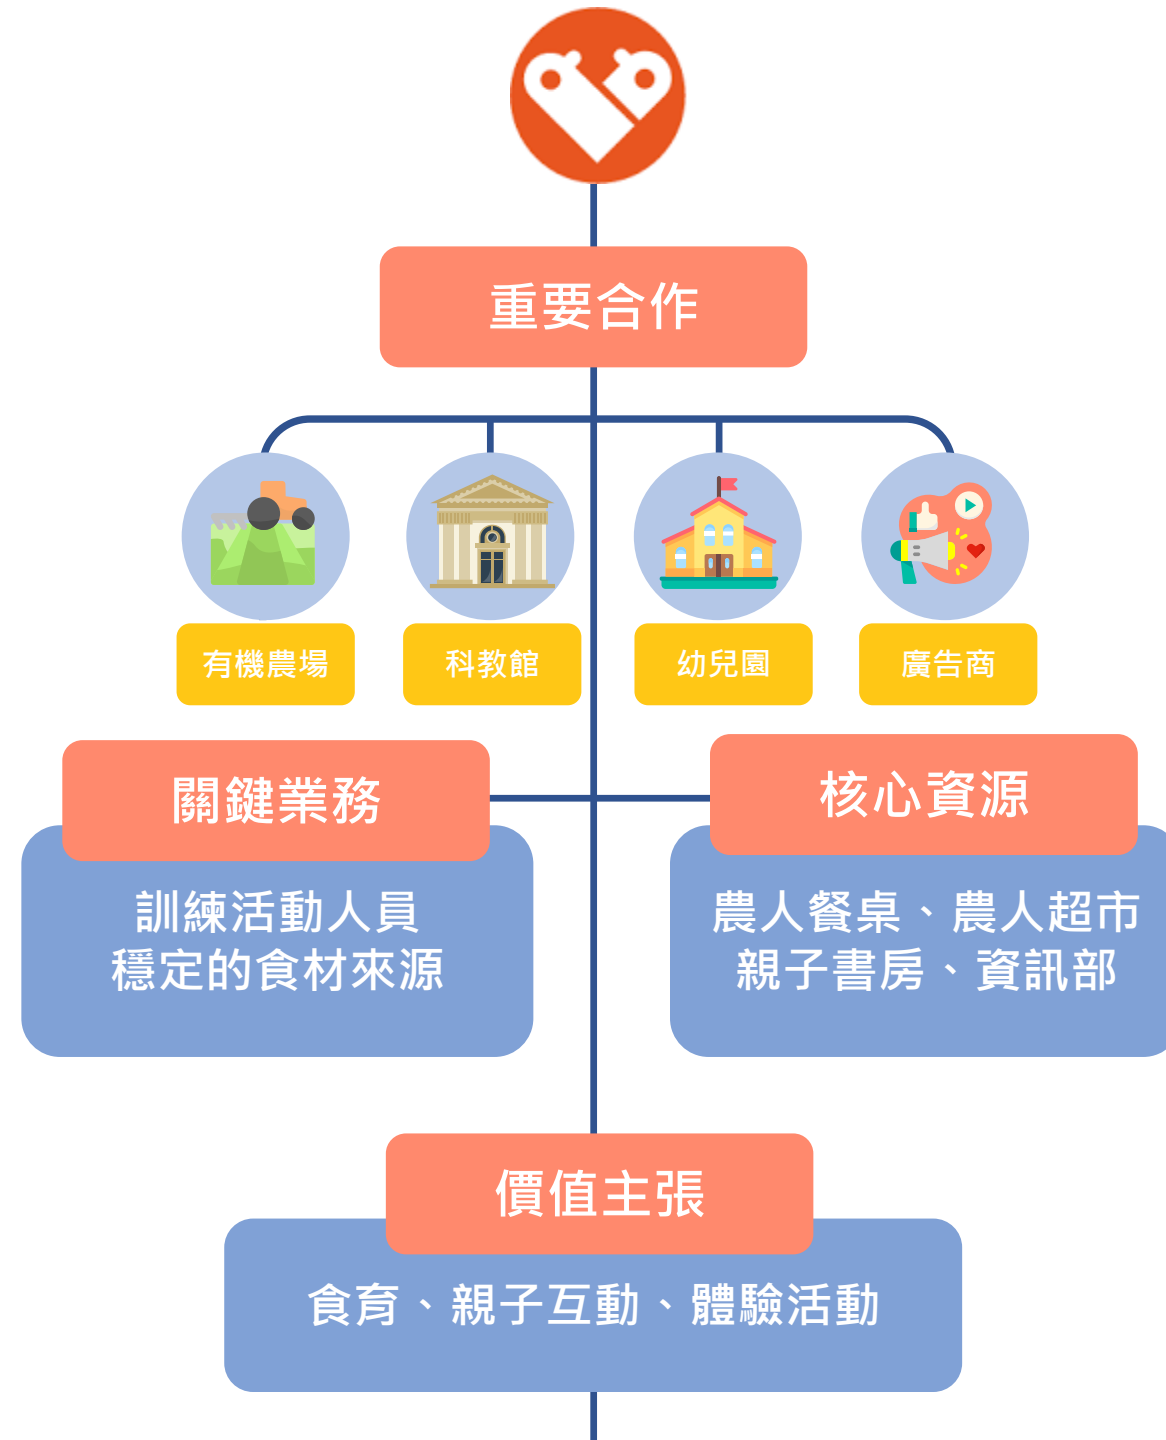 重要合作
有機農場
科教館
幼兒園
廣告商
關鍵業務
訓練活動人員
穩定的食材來源
核心資源
農人餐桌、農人超市
親子書房、資訊部
價值主張
食育、親子互動、體驗活動